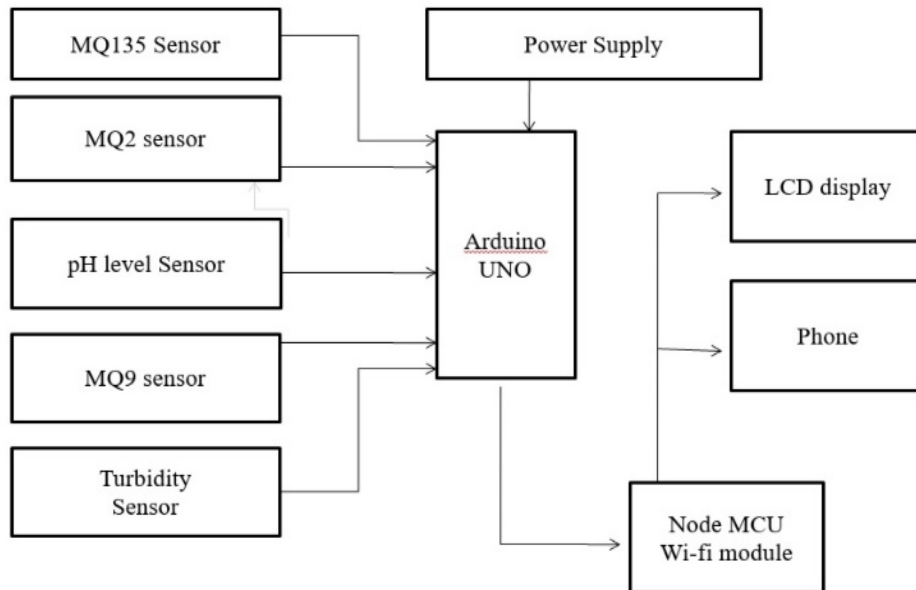 MQ135 Sensor
Power Supply
MQ2 sensor
LCD display
pH level Sensor
Arduino
UNO
Phone
MQ9 sensor
Turbidity
Sensor
Node MCU
Wi-fi module